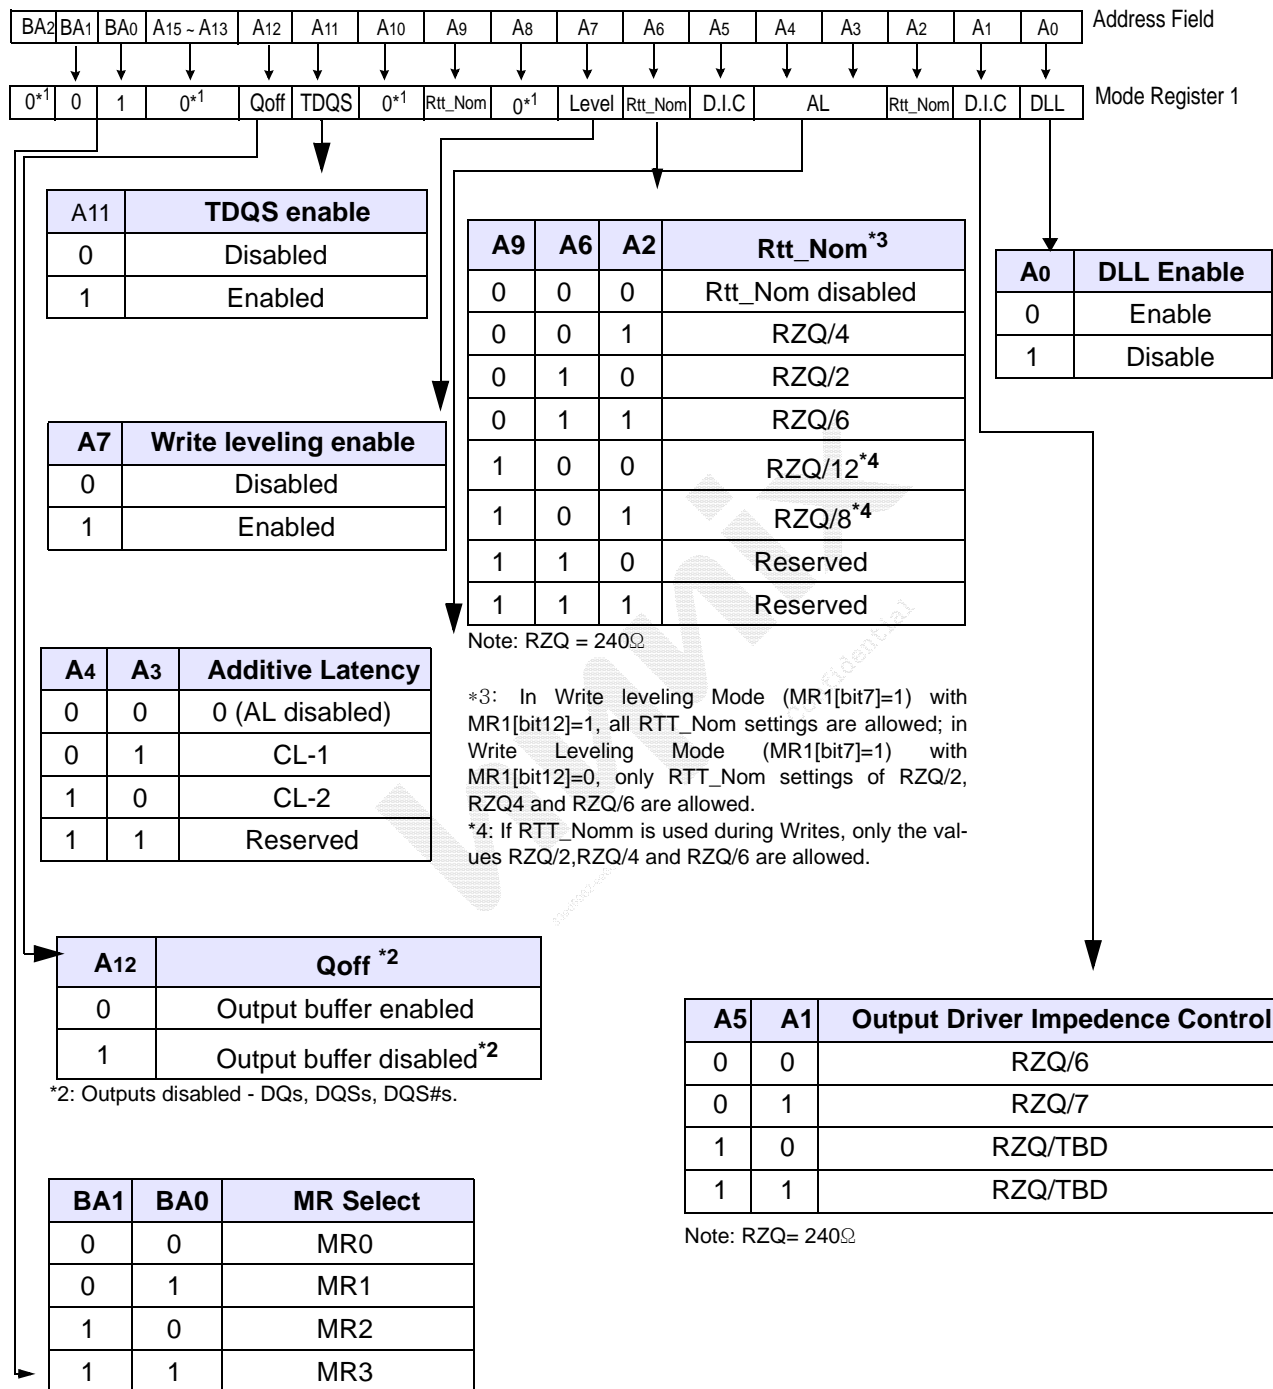 BA2 BA1 BA0 A15 ~ A13 A12 A11 A10 A9 A8 A7 A6 A5 A4 A3 A2 A1 A0 Address Field
0*1 0 1 0*1 Qoff TDQS 0*1 Rtt_Nom 0*1 Level Rtt_Nom D.I.C AL Rtt_Nom D.I.C DLL Mode Register 1
A11 TDQS enable
0 Disabled
1 Enabled
A9 A6 A2 Rtt_Nom*3
0 0 0 Rtt_Nom disabled
0 0 1 RZQ/4
0 1 0 RZQ/2
0 1 1 RZQ/6
1 0 0 RZQ/12*4
1 0 1 RZQ/8*4
1 1 0 Reserved
1 1 1 Reserved
Note: RZQ = 240Ω
*3: In Write leveling Mode (MR1[bit7]=1) with
MR1[bit12]=1, all RTT_Nom settings are allowed; in
Write Leveling Mode (MR1[bit7]=1) with
MR1[bit12]=0, only RTT_Nom settings of RZQ/2,
RZQ4 and RZQ/6 are allowed.
*4: If RTT_Nomm is used during Writes, only the val-
ues RZQ/2,RZQ/4 and RZQ/6 are allowed.
A0 DLL Enable
0 Enable
1 Disable
A7 Write leveling enable
0 Disabled
1 Enabled
A4 A3 Additive Latency
0 0 0 (AL disabled)
0 1 CL-1
1 0 CL-2
1 1 Reserved
A12 Qoff *2
0 Output buffer enabled
1 Output buffer disabled*2
*2: Outputs disabled - DQs, DQSs, DQS#s.
A5 A1 Output Driver Impedence Control
0 0 RZQ/6
0 1 RZQ/7
1 0 RZQ/TBD
1 1 RZQ/TBD
Note: RZQ= 240Ω
BA1 BA0 MR Select
0 0 MR0
0 1 MR1
1 0 MR2
1 1 MR3